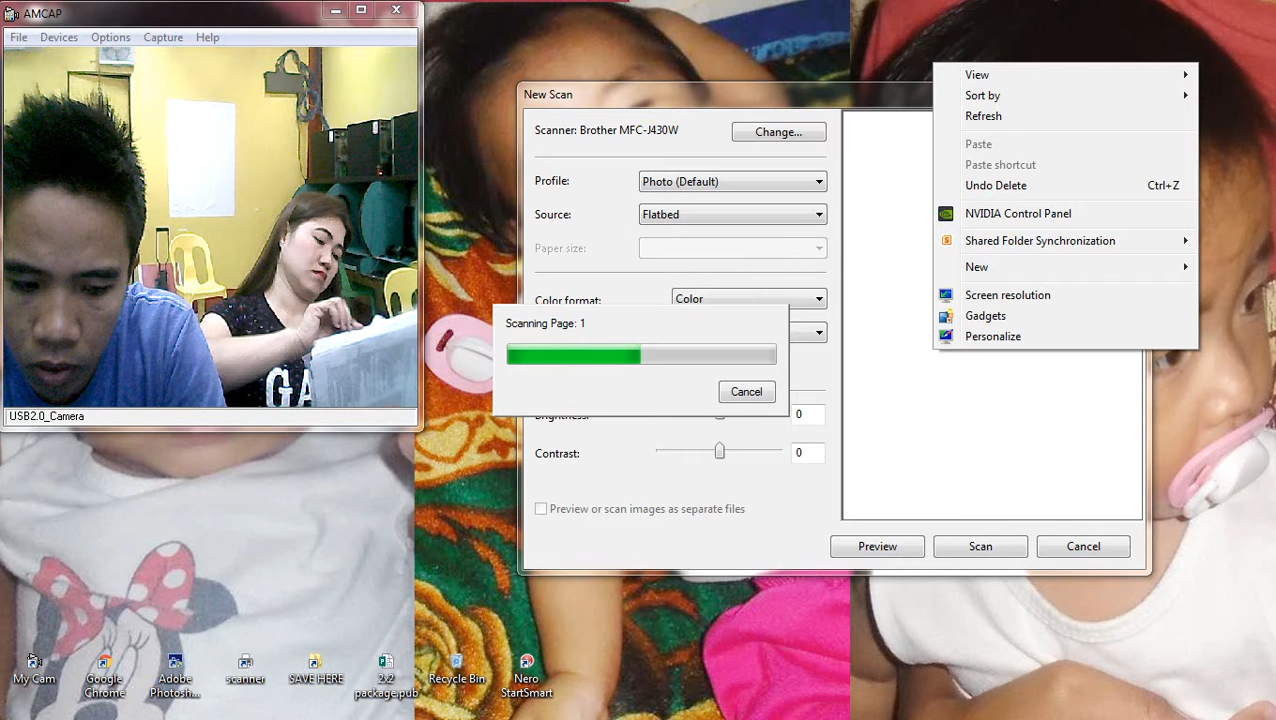 AMCAP
File Devices Options Capture Help
GA
USB2.0_Camera
New Scan
Scanner: Brother MFC-J430W
Change...
Profile:
Photo (Default)
Source:
Flatbed
Paper size:
Color format:
Color
Scanning Page: 1
Cancel
Brightness:
0
Contrast:
0
Preview or scan images as separate files
Preview
Scan
Cancel
View
Sort by
Refresh
Paste
Paste shortcut
Undo Delete Ctrl+Z
NVIDIA Control Panel
Shared Folder Synchronization
New
Screen resolution
Gadgets
Personalize
My Cam
Google
Chrome
Adobe
Photosh...
scanner
SAVE HERE
2x2
package.pub
Recycle Bin
Nero
StartSmart